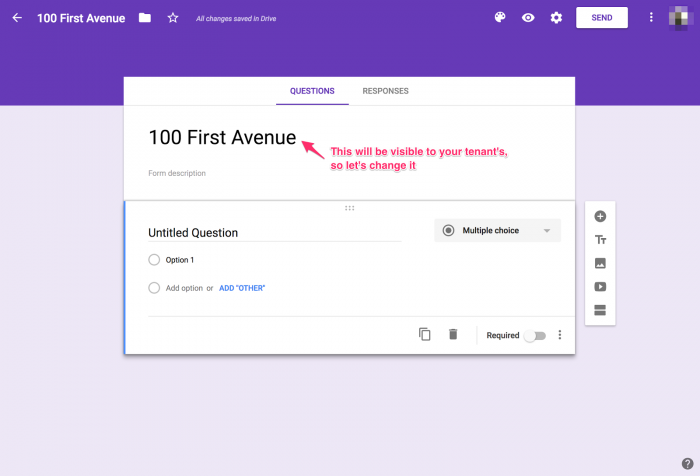 100 First Avenue
All changes saved in Drive
SEND
QUESTIONS
RESPONSES
100 First Avenue
This will be visible to your tenant's,
so let's change it
Form description
Untitled Question
Multiple choice
Option 1
Add option or ADD "OTHER"
Required